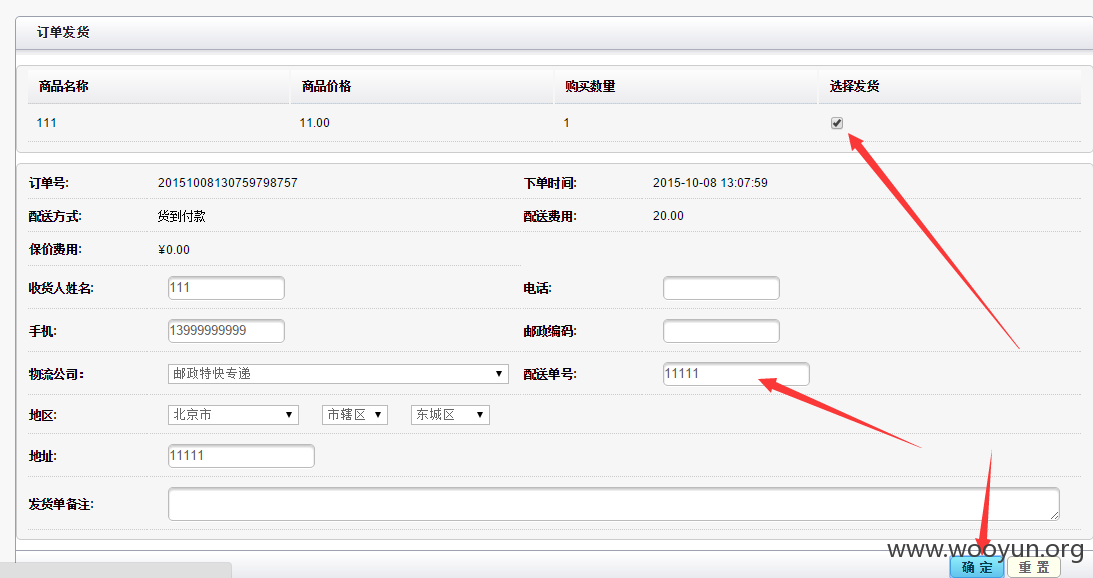 订单发货
商品名称 商品价格 购买数量 选择发货
111 11.00 1
订单号: 20151008130759798757 下单时间: 2015-10-08 13:07:59
配送方式: 货到付款 配送费用: 20.00
保价费用: ¥0.00
收货人姓名: 111 电话:
手机: 13999999999 邮政编码:
物流公司: 邮政特快专递 配送单号: 11111
地区: 北京市 市辖区 东城区
地址: 11111
发货单备注:
www.wooyun.org
确 定 重 置